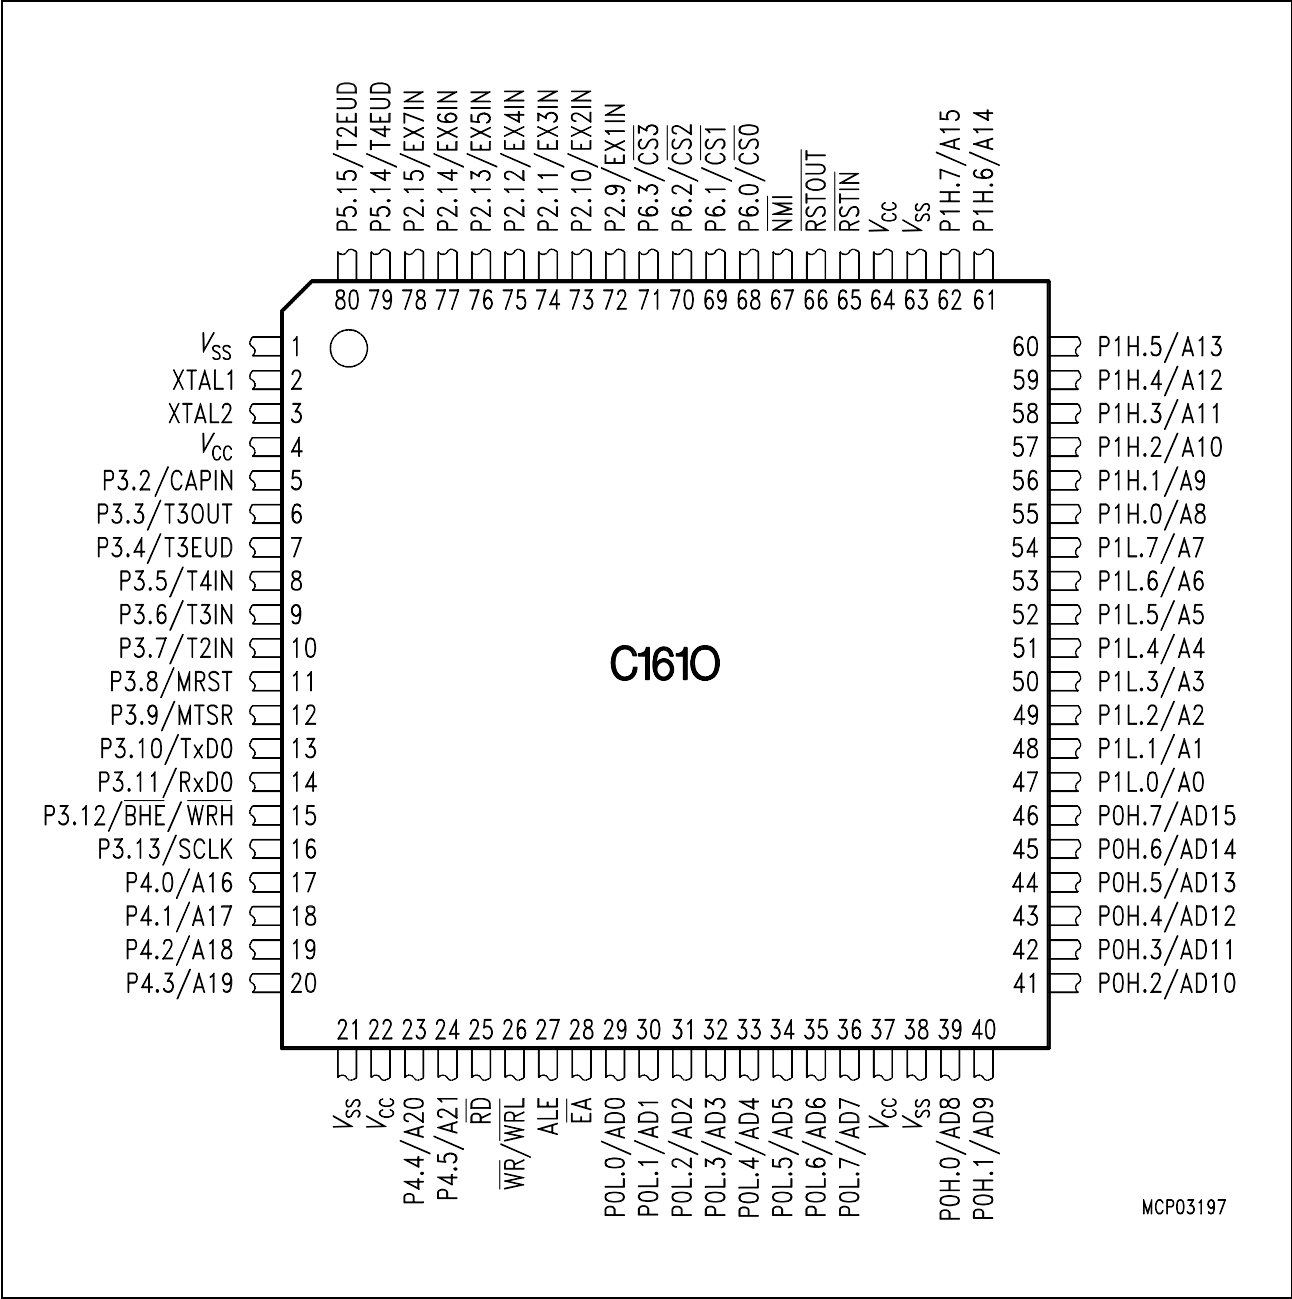 P5.15/T2EUD
P5.14/T4EUD
P2.15/EX7IN
P2.14/EX6IN
P2.13/EX5IN
P2.12/EX4IN
P2.11/EX3IN
P2.10/EX2IN
P2.9/EX1IN
P6.3/CS3
P6.2/CS2
P6.1/CS1
P6.0/CS0
NMI
RSTOUT
RSTIN
VCC
VSS
P1H.7/A15
P1H.6/A14
80 79 78 77 76 75 74 73 72 71 70 69 68 67 66 65 64 63 62 61
VSS 1
XTAL1 2
XTAL2 3
VCC 4
P3.2/CAPIN 5
P3.3/T3OUT 6
P3.4/T3EUD 7
P3.5/T4IN 8
P3.6/T3IN 9
P3.7/T2IN 10
P3.8/MRST 11
P3.9/MTSR 12
P3.10/TxD0 13
P3.11/RxD0 14
P3.12/BHE/WRH 15
P3.13/SCLK 16
P4.0/A16 17
P4.1/A17 18
P4.2/A18 19
P4.3/A19 20
C161O
60 P1H.5/A13
59 P1H.4/A12
58 P1H.3/A11
57 P1H.2/A10
56 P1H.1/A9
55 P1H.0/A8
54 P1L.7/A7
53 P1L.6/A6
52 P1L.5/A5
51 P1L.4/A4
50 P1L.3/A3
49 P1L.2/A2
48 P1L.1/A1
47 P1L.0/A0
46 P0H.7/AD15
45 P0H.6/AD14
44 P0H.5/AD13
43 P0H.4/AD12
42 P0H.3/AD11
41 P0H.2/AD10
21 22 23 24 25 26 27 28 29 30 31 32 33 34 35 36 37 38 39 40
VSS
VCC
P4.4/A20
P4.5/A21
RD
WR/WRL
ALE
EA
P0L.0/AD0
P0L.1/AD1
P0L.2/AD2
P0L.3/AD3
P0L.4/AD4
P0L.5/AD5
P0L.6/AD6
P0L.7/AD7
VCC
VSS
P0H.0/AD8
P0H.1/AD9
MCP03197